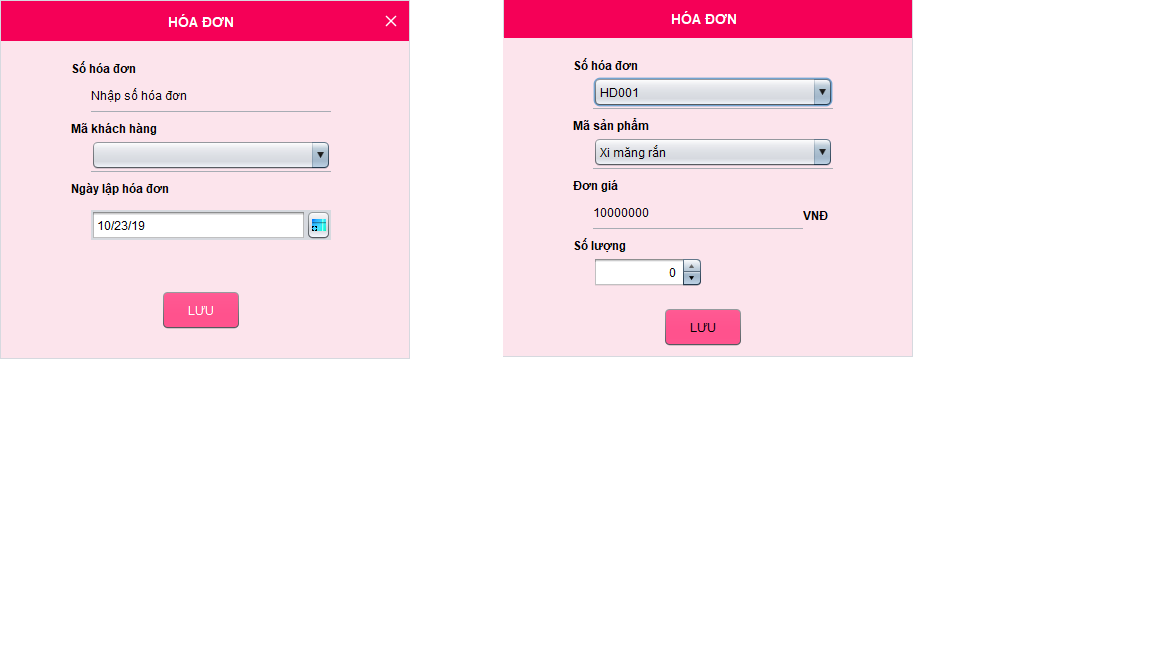 HÓA ĐƠN
Số hóa đơn
Nhập số hóa đơn
Mã khách hàng
Ngày lập hóa đơn
10/23/19
LƯU
HÓA ĐƠN
Số hóa đơn
HD001
Mã sản phẩm
Xi măng rắn
Đơn giá
10000000 VNĐ
Số lượng
0
LƯU